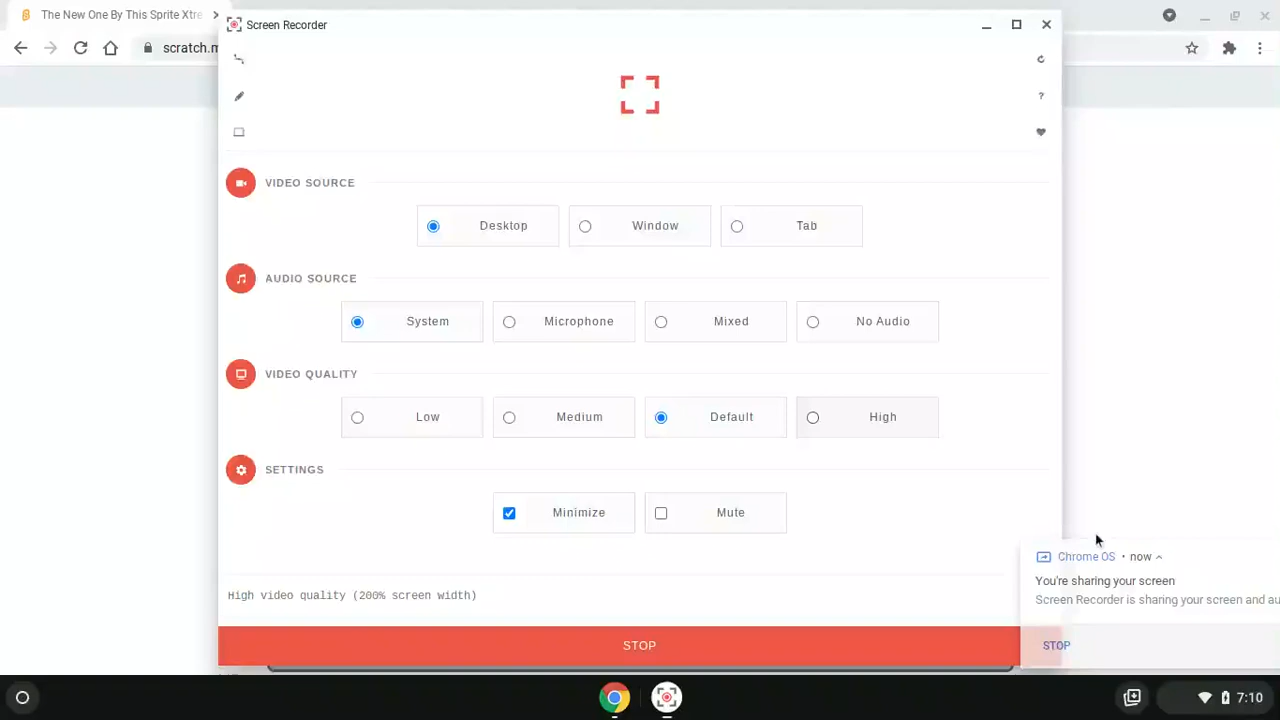 The New One By This Sprite Xtre
Screen Recorder
scratch.m
?
VIDEO SOURCE
Desktop
Window
Tab
AUDIO SOURCE
System
Microphone
Mixed
No Audio
VIDEO QUALITY
Low
Medium
Default
High
SETTINGS
Minimize
Mute
Chrome OS • now
You're sharing your screen
High video quality (200% screen width)
Screen Recorder is sharing your screen and au
STOP
STOP
7:10